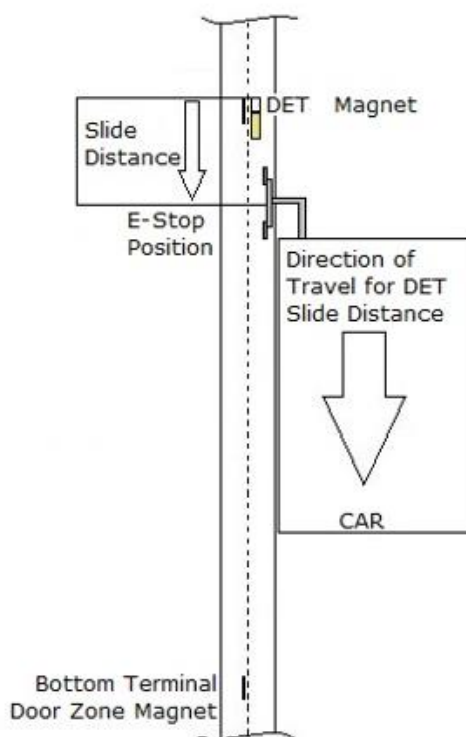 DET Magnet
Slide
Distance
E-Stop
Position
Direction of
Travel for DET
Slide Distance
CAR
Bottom Terminal
Door Zone Magnet